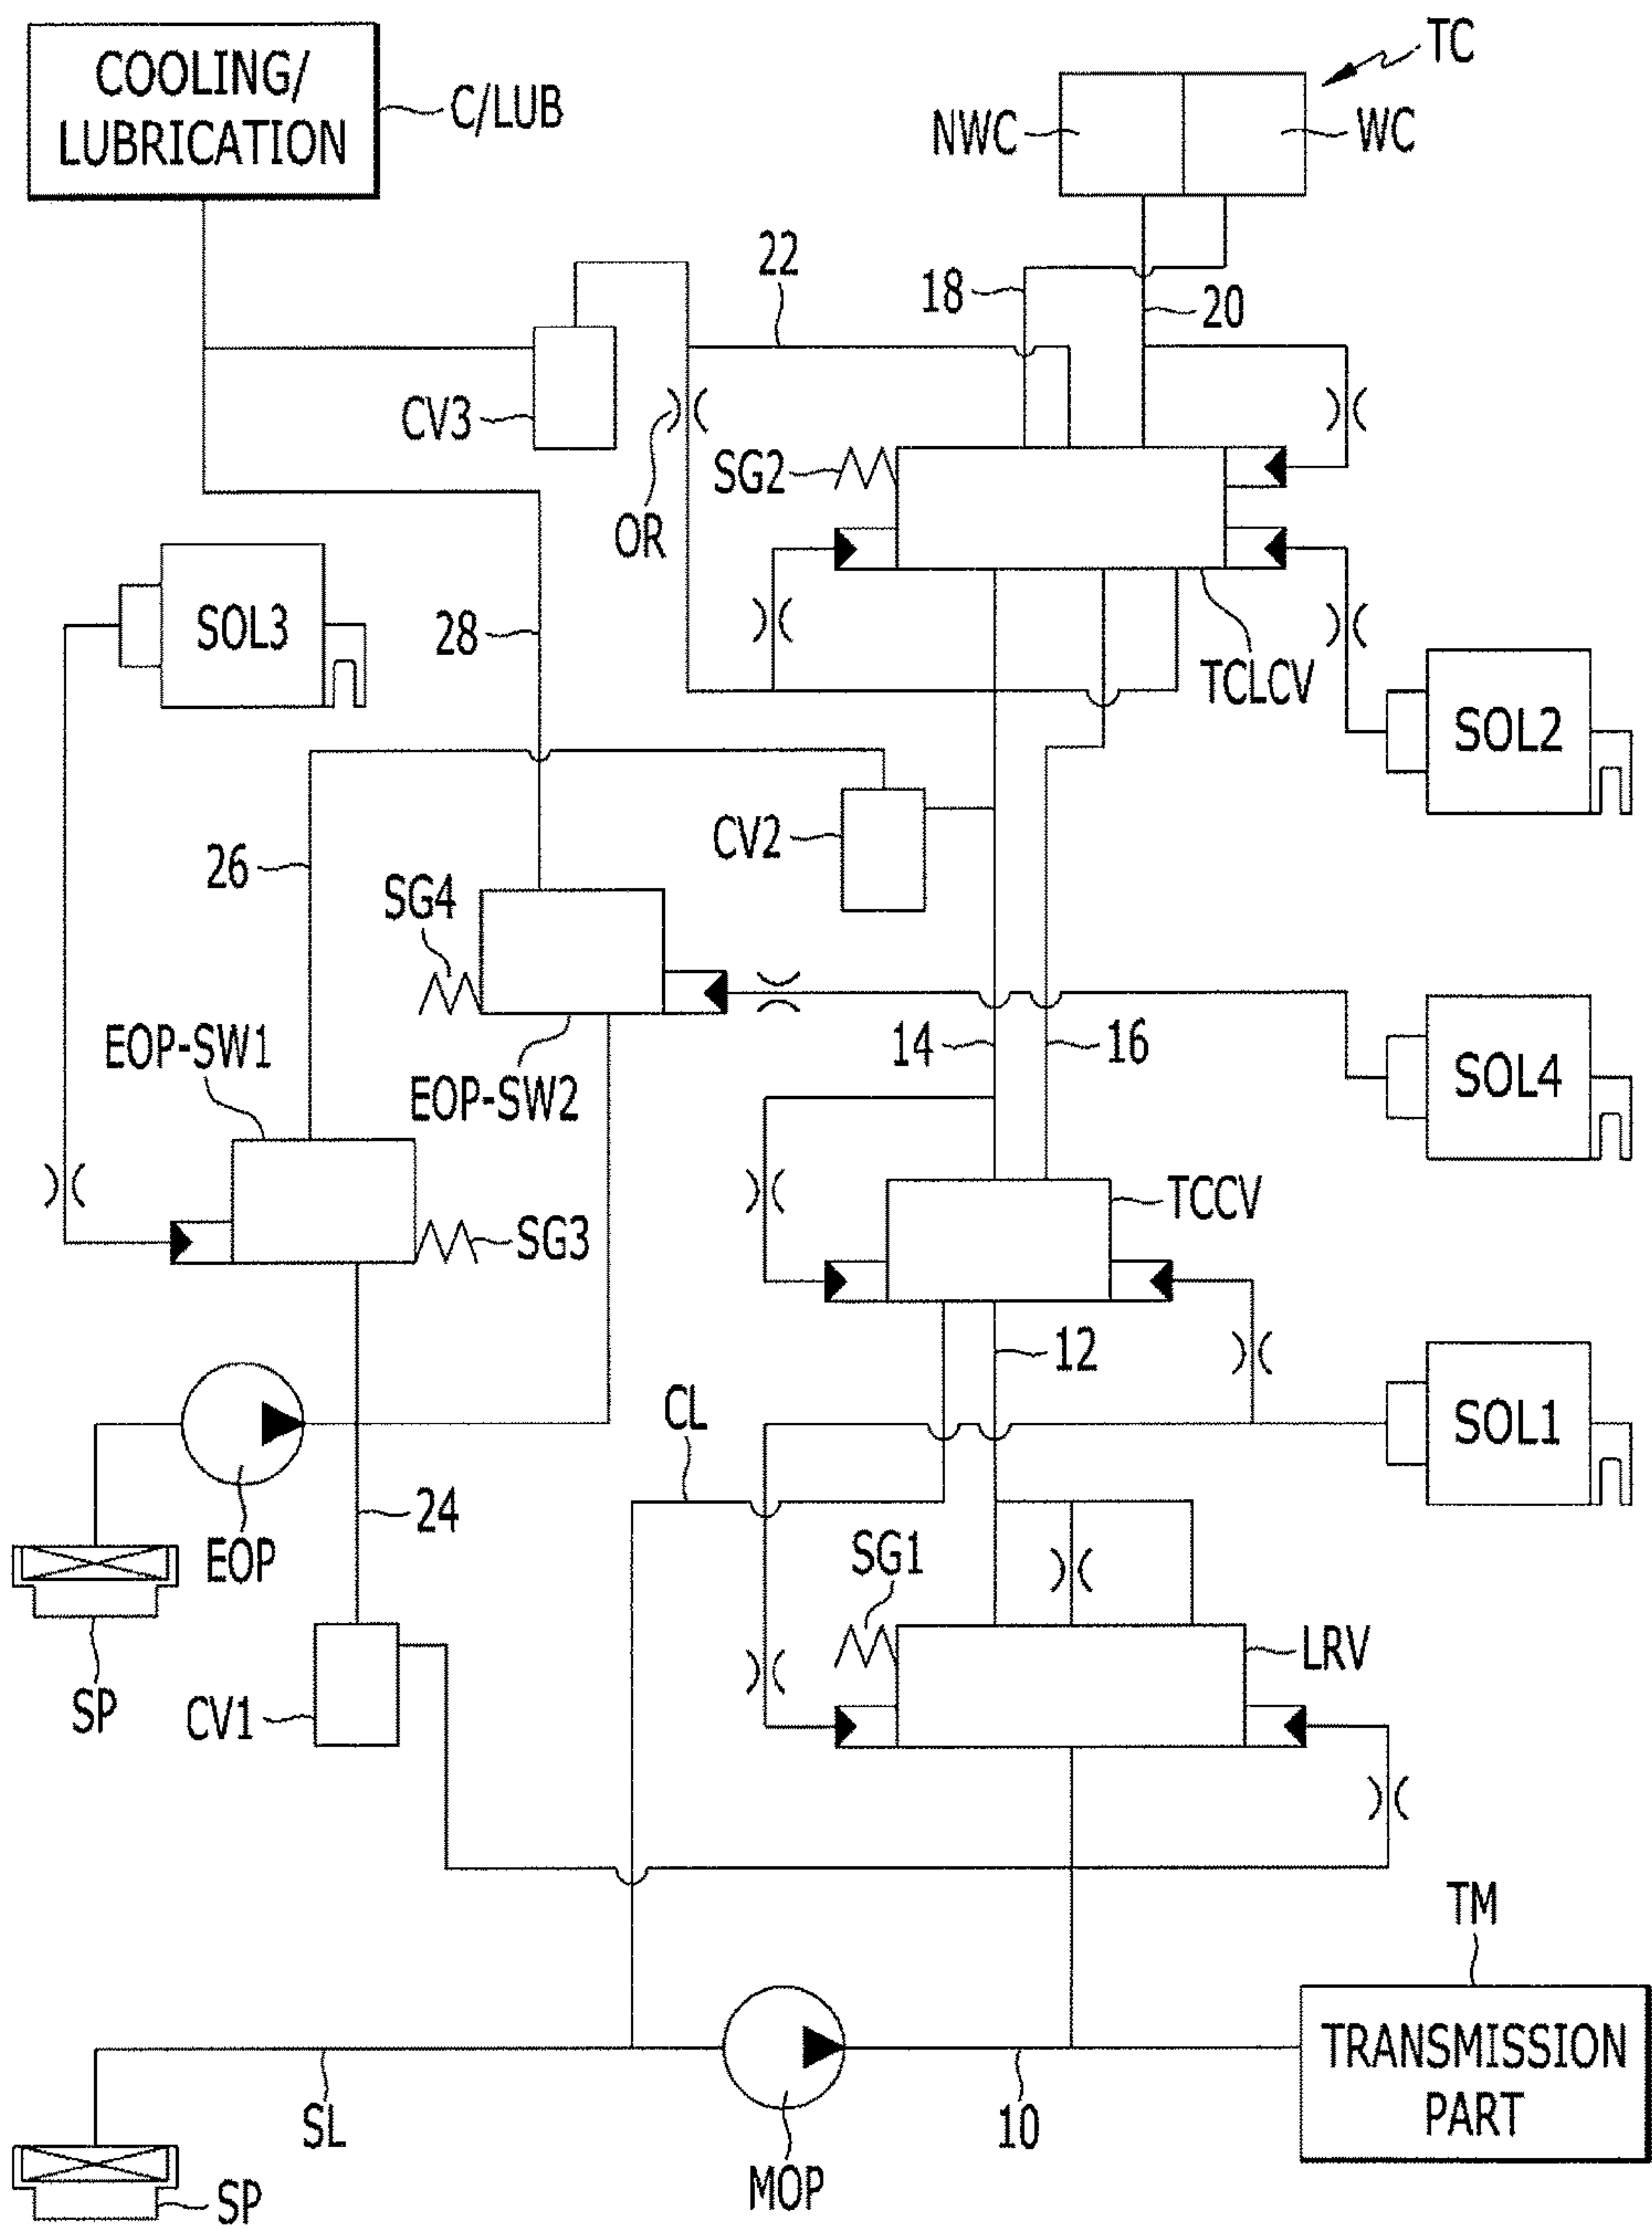 TC
COOLING/
LUBRICATION
C/LUB
NWC
WC
22
18
20
CV3
SG2
OR
SOL3
28
TCLCV
SOL2
CV2
26
SG4
EOP-SW1
14
16
EOP-SW2
SOL4
TCCV
SG3
12
CL
SOL1
24
EOP
SG1
LRV
SP
CV1
TM
TRANSMISSION
PART
SL
10
MOP
SP